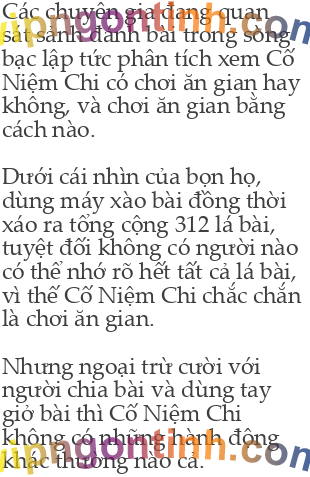 Các chuyên gia đang quan
sát sảnh đánh bài trong sòng
bạc lập tức phân tích xem Cố
Niệm Chi có chơi ăn gian hay
không, và chơi ăn gian bằng
cách nào.
Dưới cái nhìn của bọn họ,
dùng máy xào bài đồng thời
xáo ra tổng cộng 312 lá bài,
tuyệt đối không có người nào
có thể nhớ rõ hết tất cả lá bài,
vì thế Cố Niệm Chi chắc chắn
là chơi ăn gian.
Nhưng ngoại trừ cười với
người chia bài và dùng tay
giở bài thì Cố Niệm Chi
không có những hành động
khác thường nào cả.
vipngontinh.com
vipngontinh.com